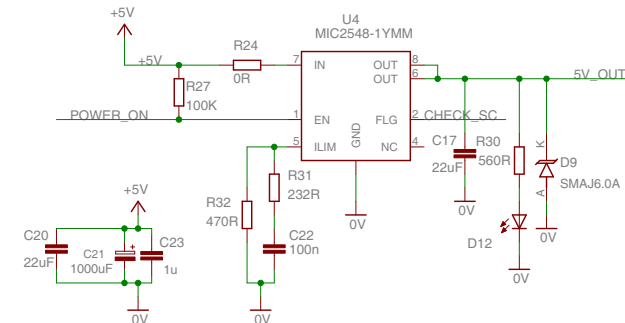 +5V
U4
MIC2548-1YMM
R24
+5V
7
IN
OUT
8
OUT
6
5V_OUT
0R
R27
100K
POWER_ON
1
EN
FLG
2
CHECK_SC
5
ILIM
GND
NC
4
C17
22uF
R30
560R
K
D9
A
SMAJ6.0A
R31
232R
R32
470R
+5V
0V
0V
C20
22uF
C21
1000uF
+
C23
1u
C22
100n
D12
0V
0V
0V
0V